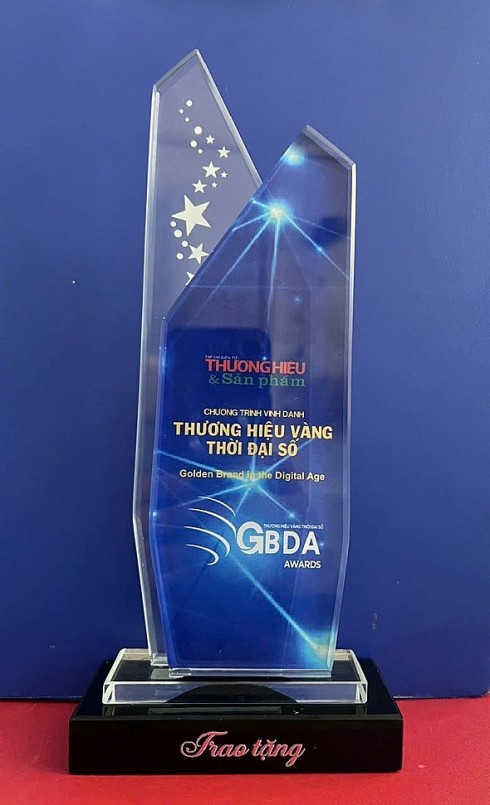 TẠP CHÍ ĐIỆN TỬ
THƯƠNG HIỆU
& Sản phẩm
CHƯƠNG TRÌNH VINH DANH
THƯƠNG HIỆU VÀNG
THỜI ĐẠI SỐ
Golden Brand in the Digital Age
THƯƠNG HIỆU VÀNG THỜI ĐẠI SỐ
GBDA
AWARDS
Trao tặng